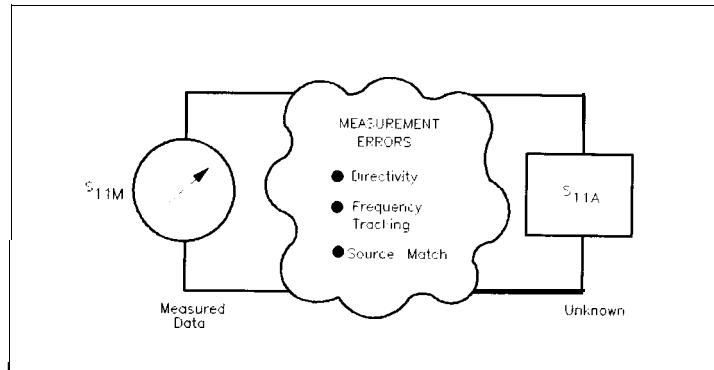 MEASUREMENT
ERRORS
● Directivity
● Frequency
Tracking
● Source Match
S11M
S11A
Measured
Data
Unknown